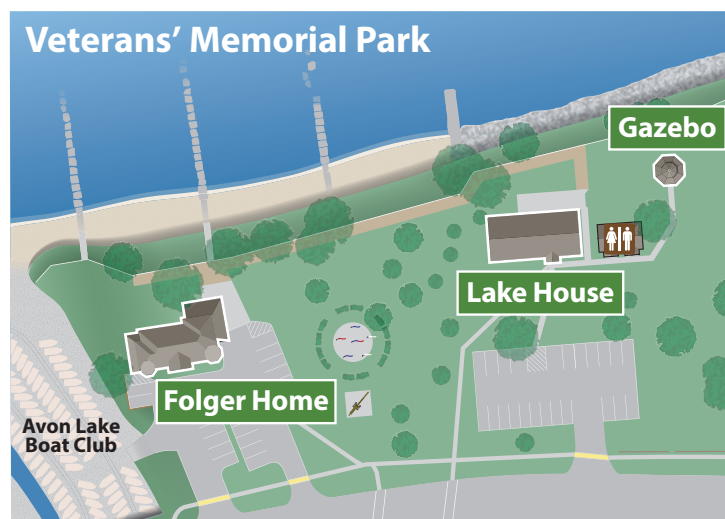 Veterans’ Memorial Park
Gazebo
Lake House
Folger Home
Avon Lake
Boat Club